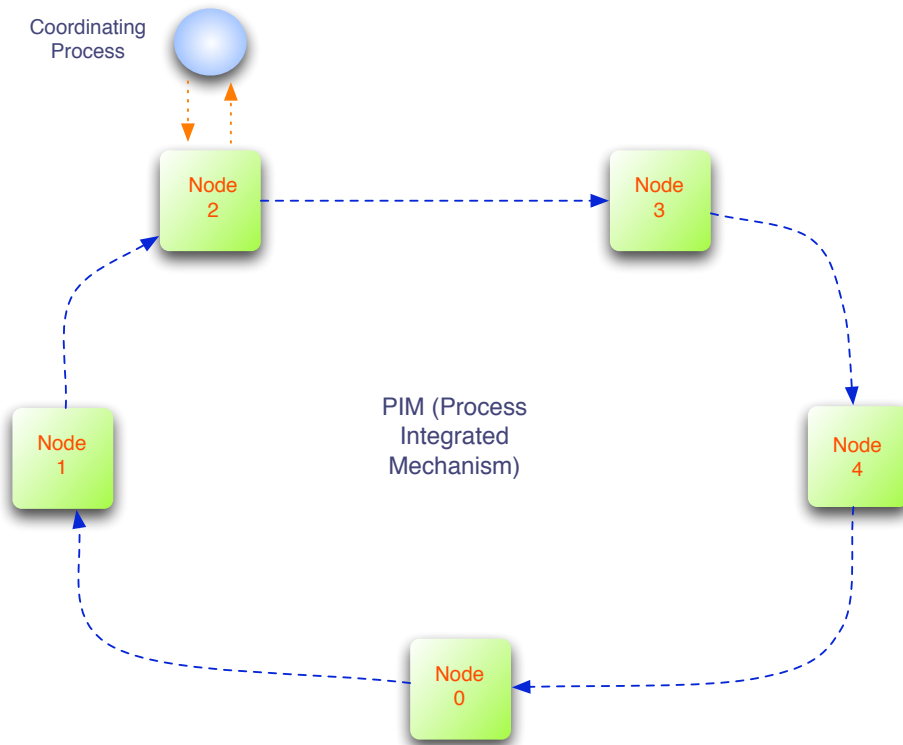 Coordinating
Process
Node
2
Node
3
PIM (Process
Integrated
Mechanism)
Node
1
Node
4
Node
0